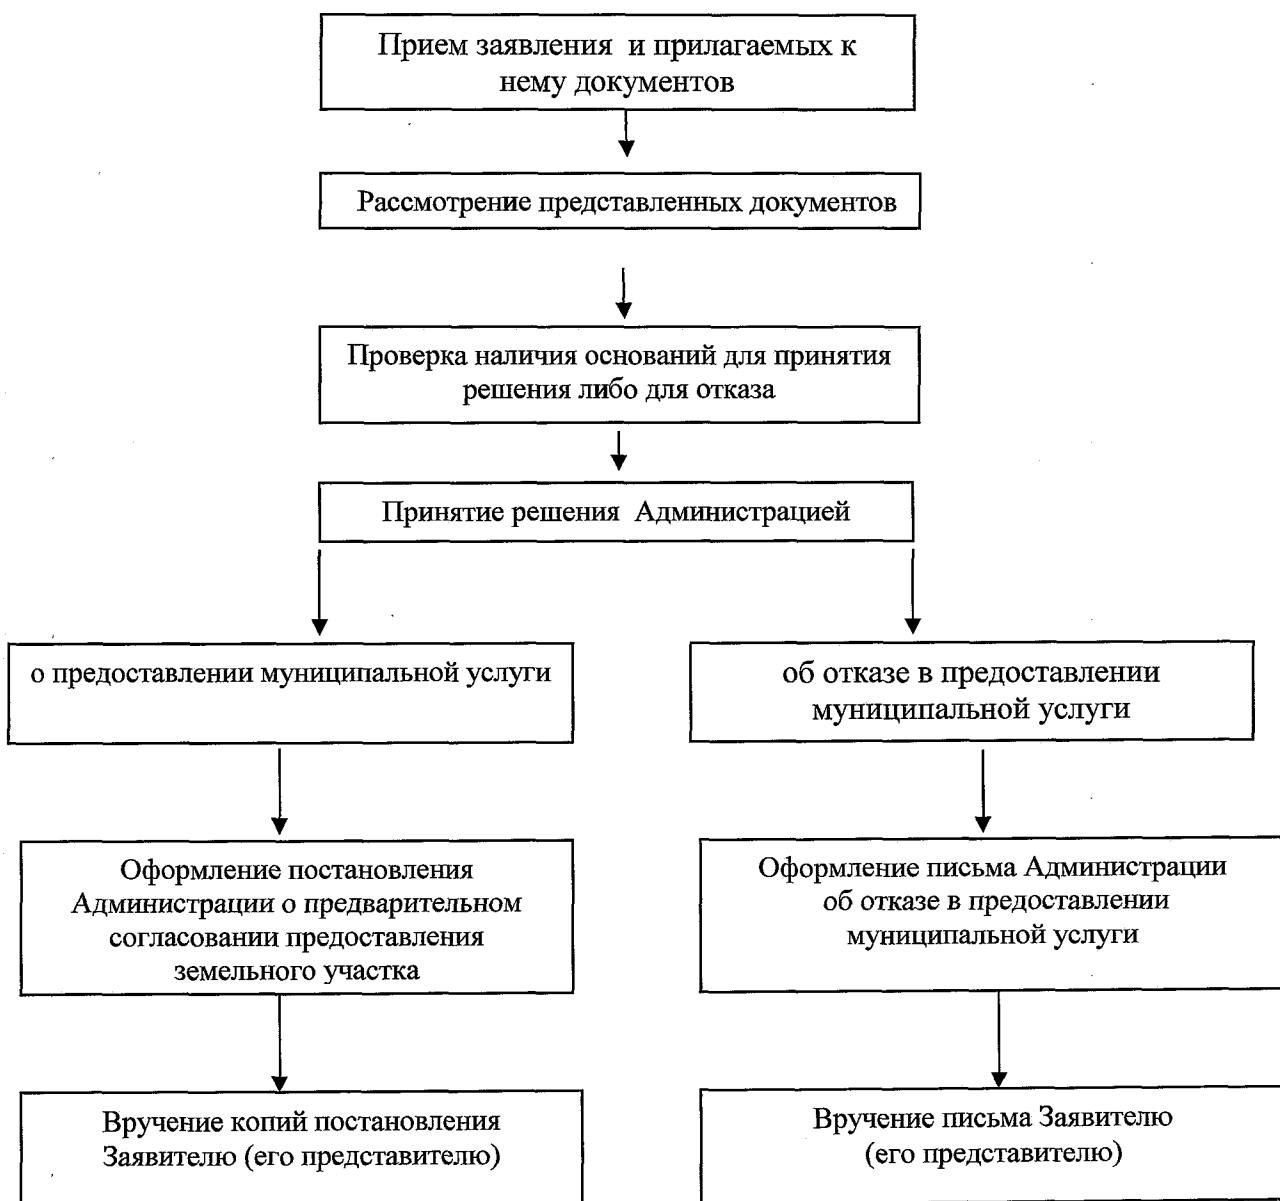 Прием заявления и прилагаемых к
нему документов
Рассмотрение представленных документов
Проверка наличия оснований для принятия
решения либо для отказа
Принятие решения Администрацией
о предоставлении муниципальной услуги
об отказе в предоставлении
муниципальной услуги
Оформление постановления
Администрации о предварительном
согласовании предоставления
земельного участка
Оформление письма Администрации
об отказе в предоставлении
муниципальной услуги
Вручение копий постановления
Заявителю (его представителю)
Вручение письма Заявителю
(его представителю)